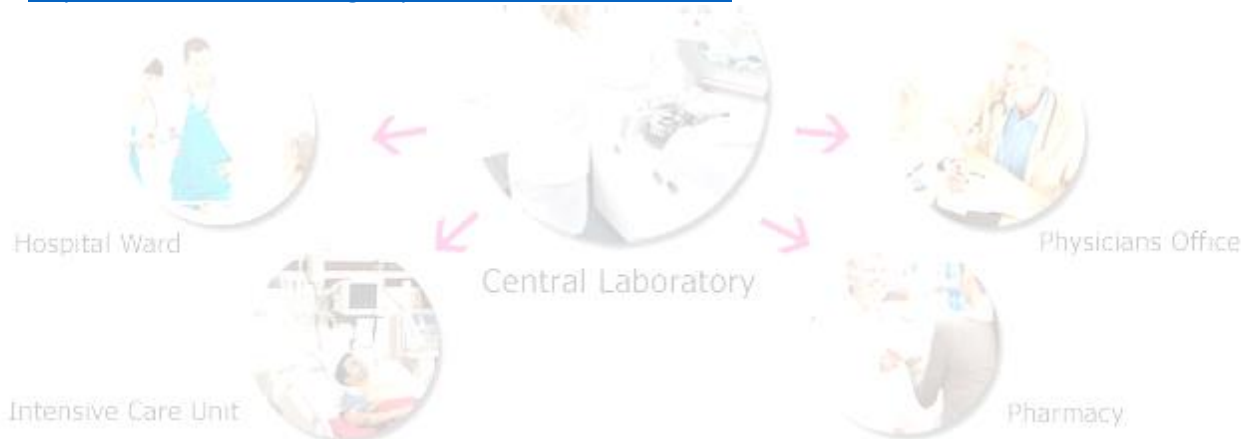 Hospital Ward
Physicians Office
Central Laboratory
Intensive Care Unit
Pharmacy